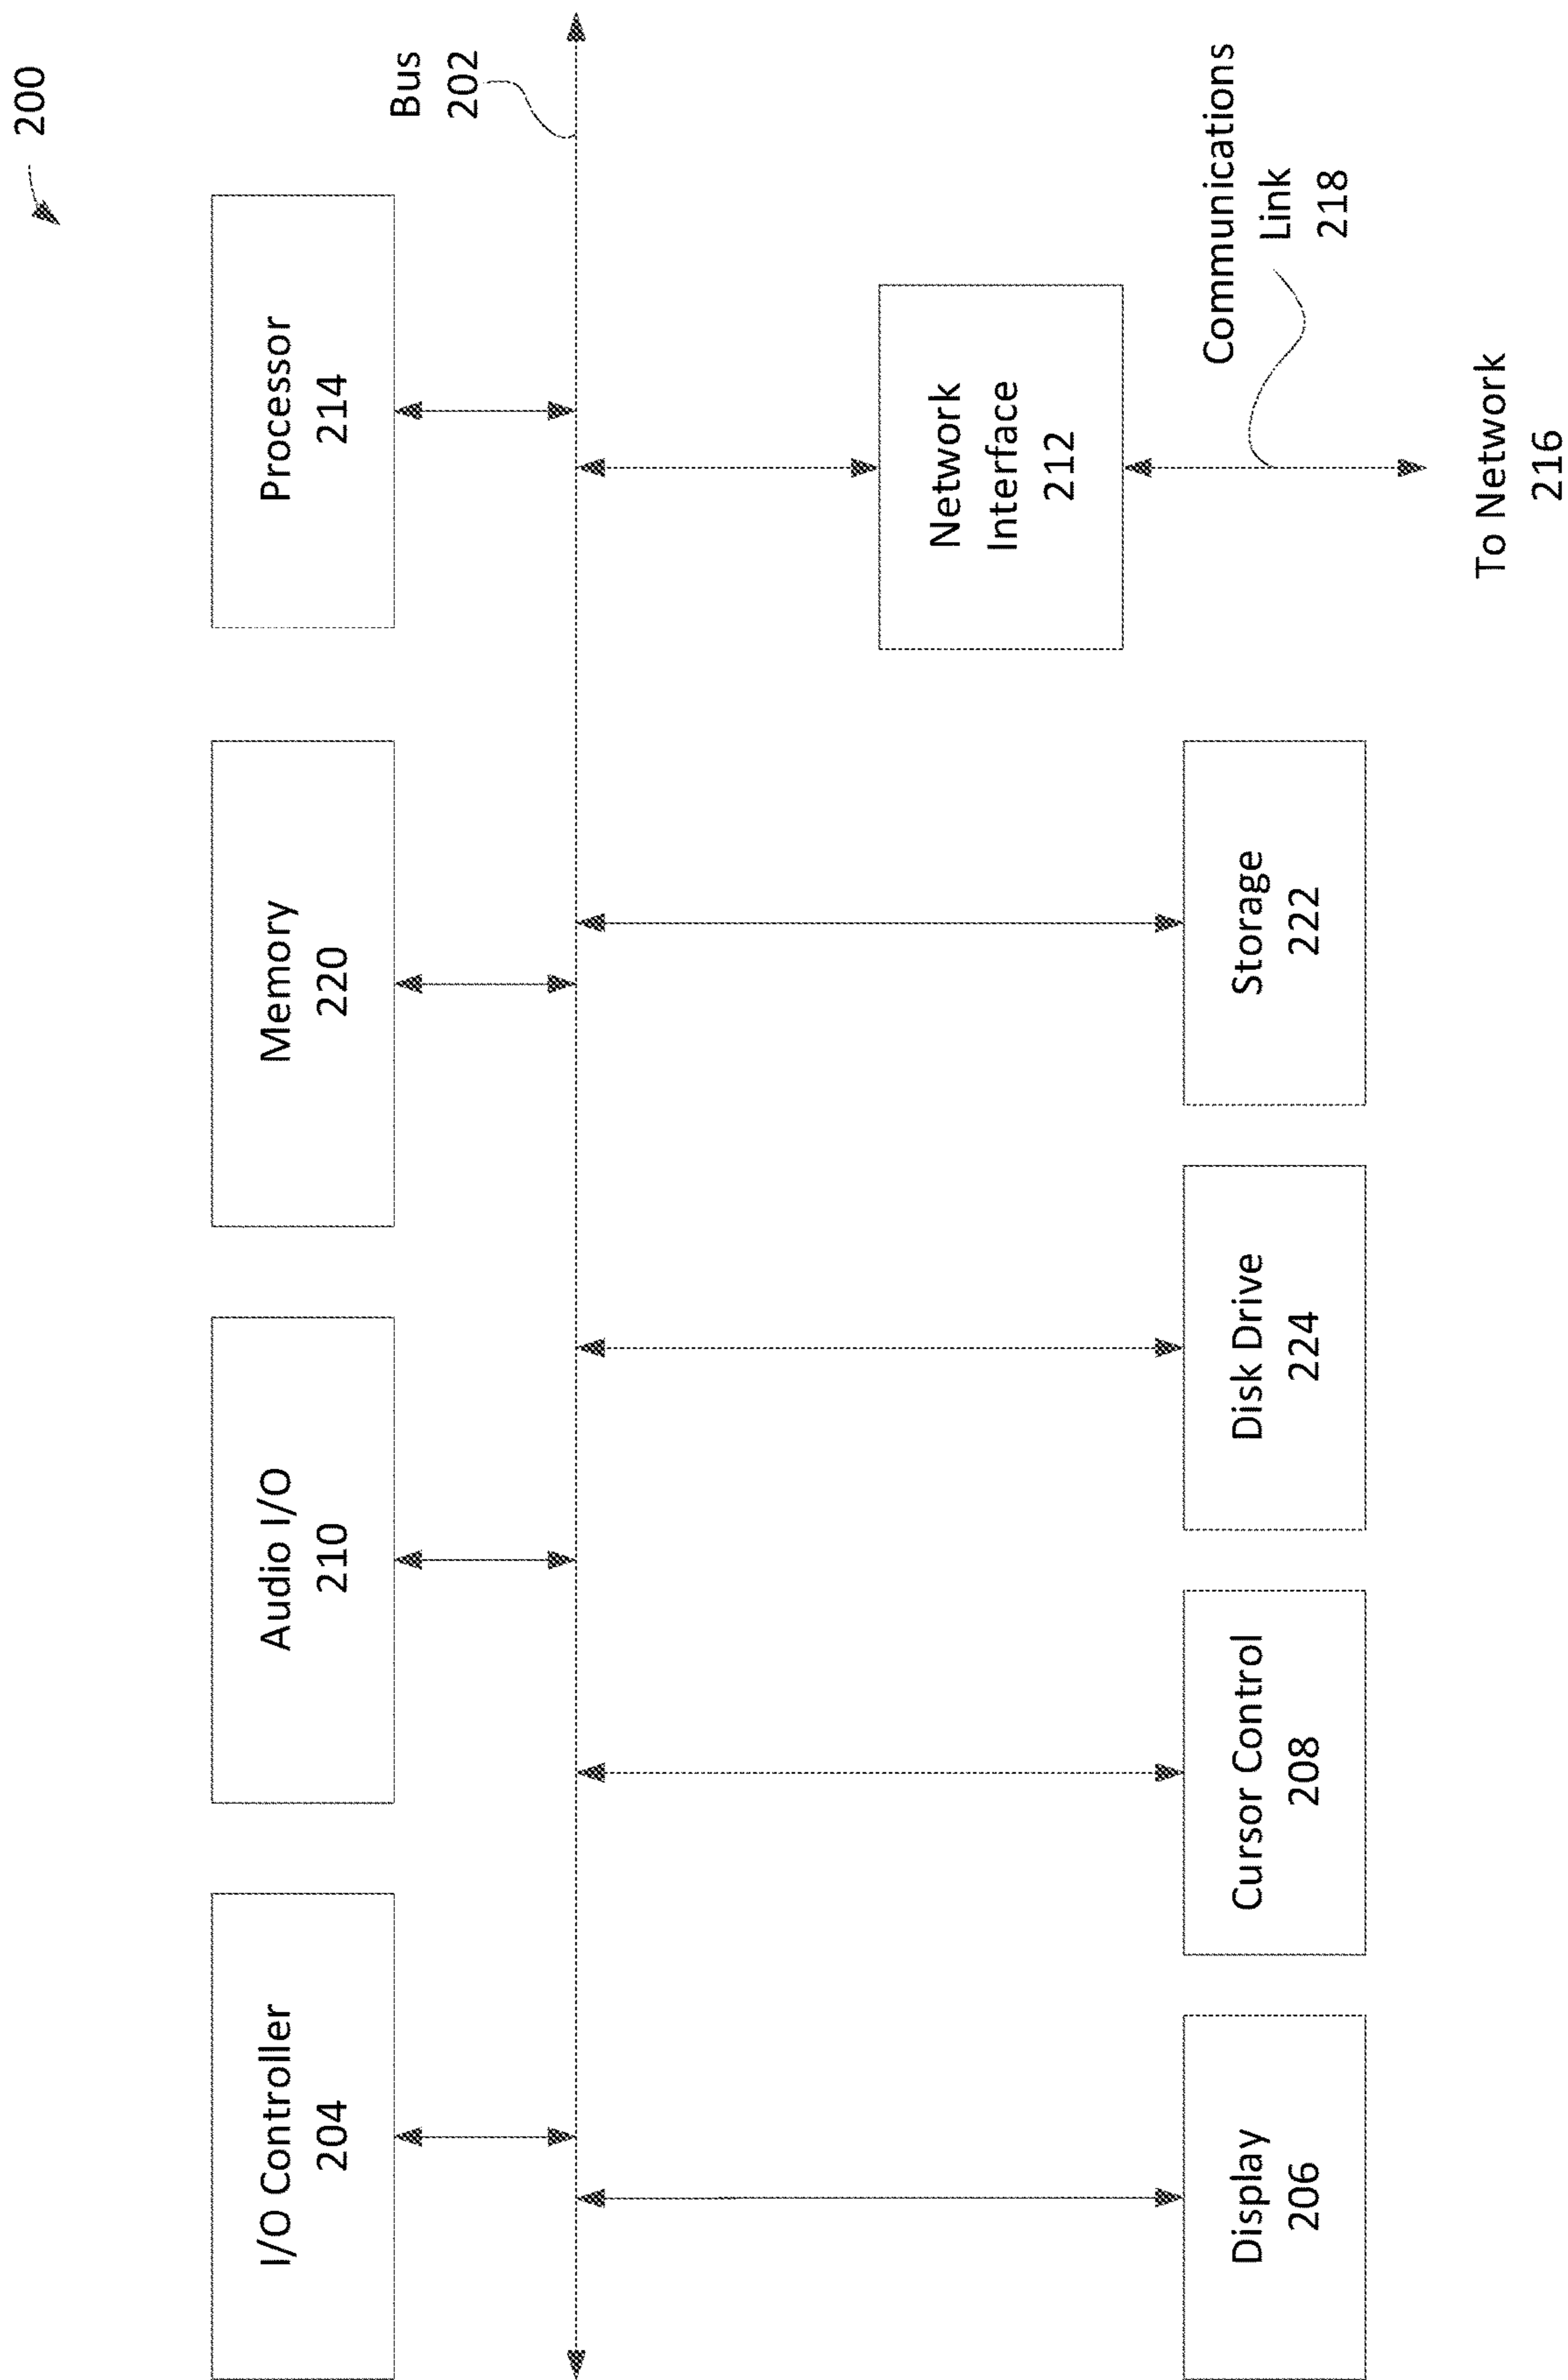 200
I/O Controller
204
Audio I/O
210
Memory
220
Processor
214
Bus
202
Network
Interface
212
Display
206
Cursor Control
208
Disk Drive
224
Storage
222
Communications
Link
218
To Network
216